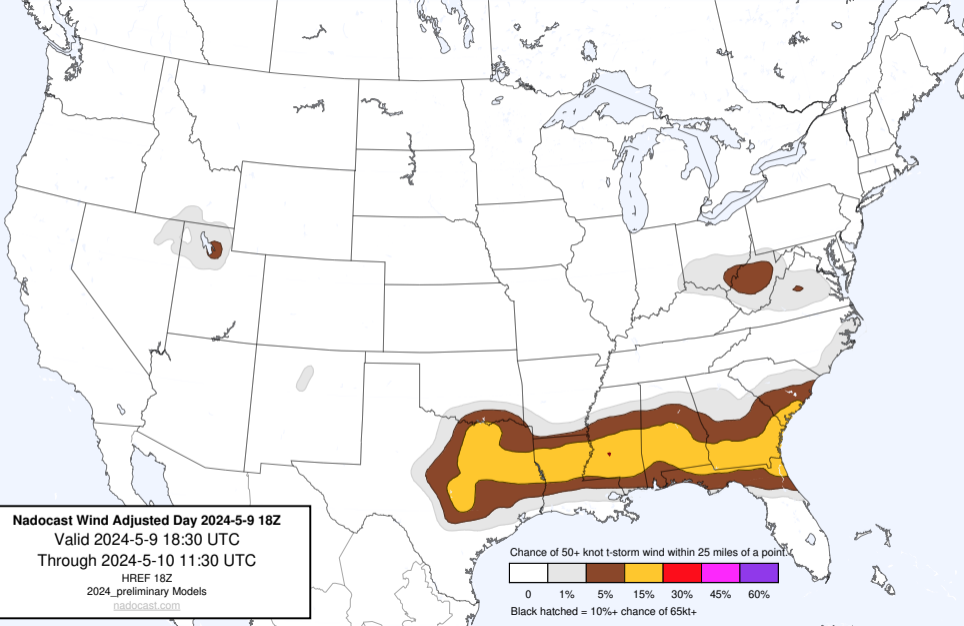 Nadocast Wind Adjusted Day 2024-5-9 18Z
Valid 2024-5-9 18:30 UTC
Through 2024-5-10 11:30 UTC
HREF 18Z
2024_preliminary Models
nadocast.com
Chance of 50+ knot t-storm wind within 25 miles of a point.
0 1% 5% 15% 30% 45% 60%
Black hatched = 10%+ chance of 65kt+